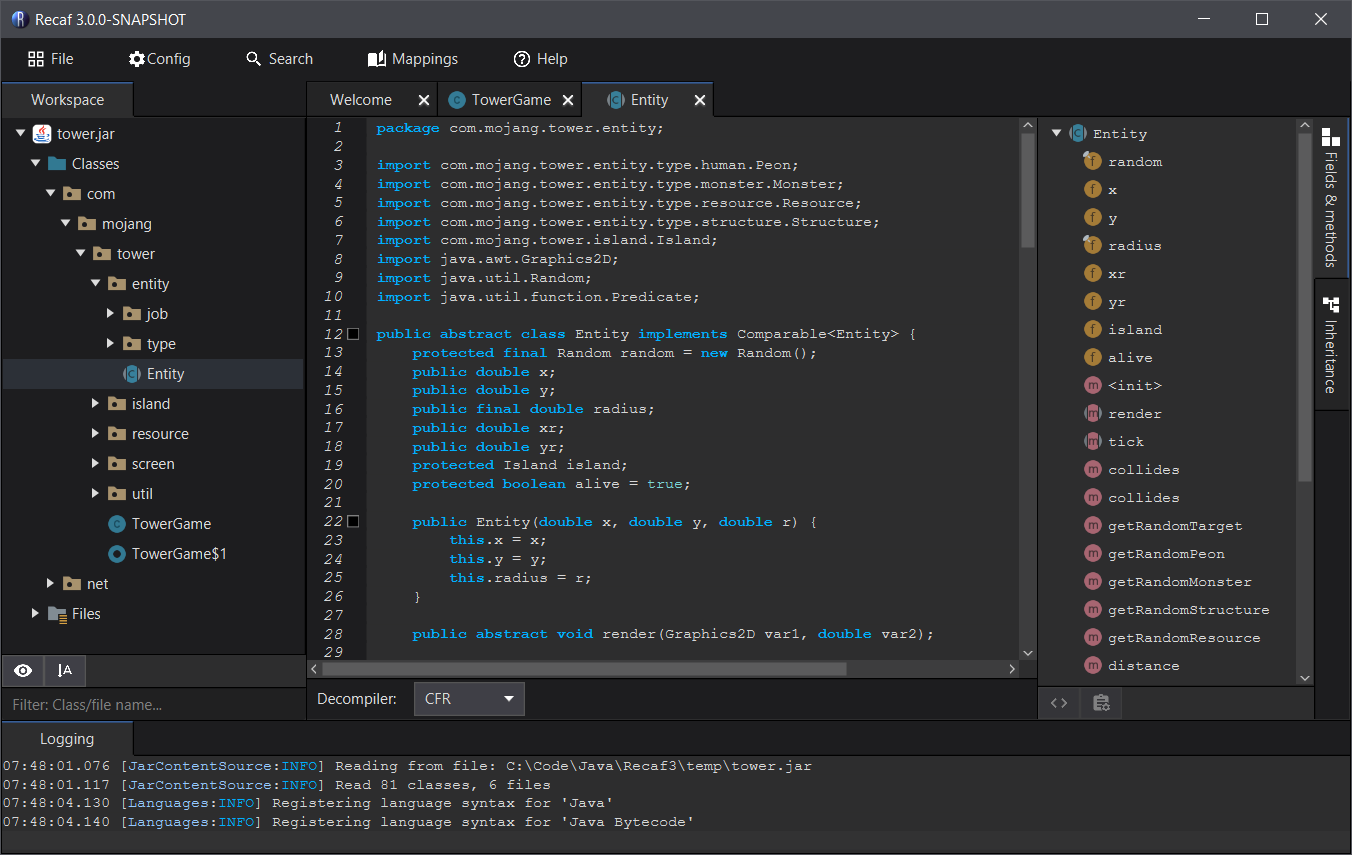 Recaf 3.0.0-SNAPSHOT
File Config Search Mappings Help
Workspace
tower.jar
Classes
com
mojang
tower
entity
job
type
Entity
island
resource
screen
util
TowerGame
TowerGame$1
net
Files
Filter: Class/file name...
Welcome TowerGame Entity
1 package com.mojang.tower.entity;
2
3 import com.mojang.tower.entity.type.human.Peon;
4 import com.mojang.tower.entity.type.monster.Monster;
5 import com.mojang.tower.entity.type.resource.Resource;
6 import com.mojang.tower.entity.type.structure.Structure;
7 import com.mojang.tower.island.Island;
8 import java.awt.Graphics2D;
9 import java.util.Random;
10 import java.util.function.Predicate;
11
12 public abstract class Entity implements Comparable<Entity> {
13 protected final Random random = new Random();
14 public double x;
15 public double y;
16 public final double radius;
17 public double xr;
18 public double yr;
19 protected Island island;
20 protected boolean alive = true;
21
22 public Entity(double x, double y, double r) {
23 this.x = x;
24 this.y = y;
25 this.radius = r;
26 }
27
28 public abstract void render(Graphics2D var1, double var2);
29
Decompiler: CFR
Entity
random
x
y
radius
xr
yr
island
alive
<init>
render
tick
collides
collides
getRandomTarget
getRandomPeon
getRandomMonster
getRandomStructure
getRandomResource
distance
Fields & methods
Inheritance
Logging
07:48:01.076 [JarContentSource:INFO] Reading from file: C:\Code\Java\Recaf3\temp\tower.jar
07:48:01.117 [JarContentSource:INFO] Read 81 classes, 6 files
07:48:04.130 [Languages:INFO] Registering language syntax for 'Java'
07:48:04.140 [Languages:INFO] Registering language syntax for 'Java Bytecode'